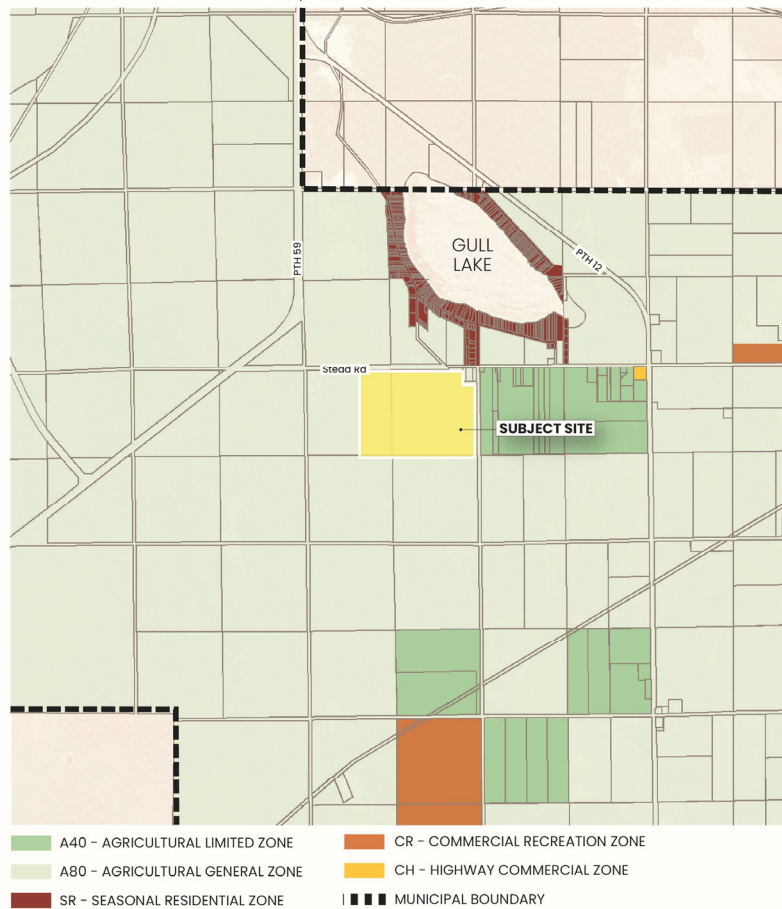 GULL
LAKE
PTH 59
PTH 12
Stead Rd
SUBJECT SITE
A40 - AGRICULTURAL LIMITED ZONE
A80 - AGRICULTURAL GENERAL ZONE
SR - SEASONAL RESIDENTIAL ZONE
CR - COMMERCIAL RECREATION ZONE
CH - HIGHWAY COMMERCIAL ZONE
MUNICIPAL BOUNDARY